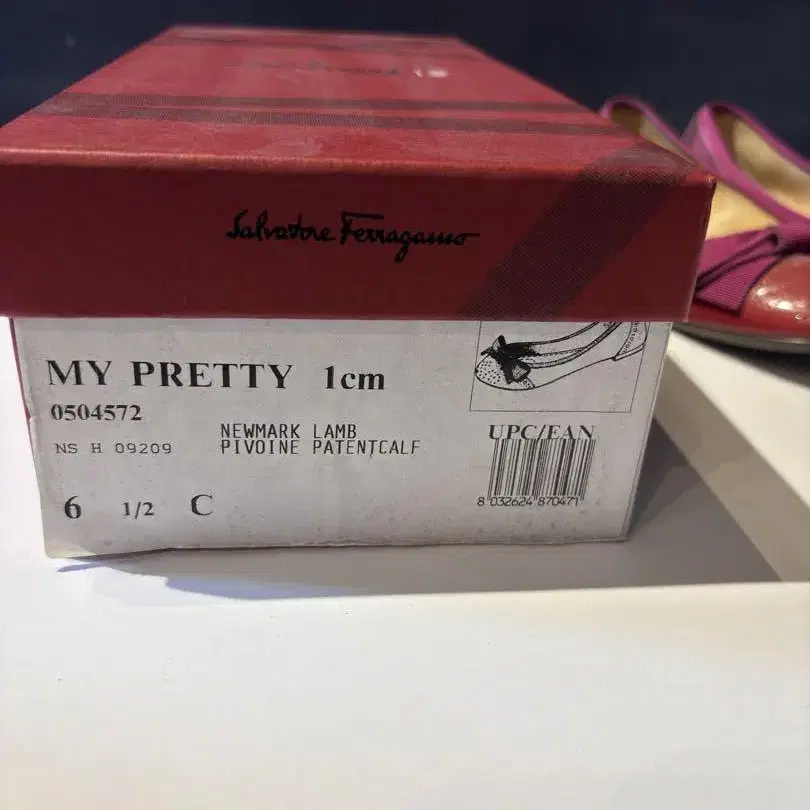 Salvatore Ferragamo
MY PRETTY 1cm
0504572
NS H 09209
NEWMARK LAMB
PIVOINE PATENTCALF
UPC/EAN
8 032624 870471
6 1/2 C